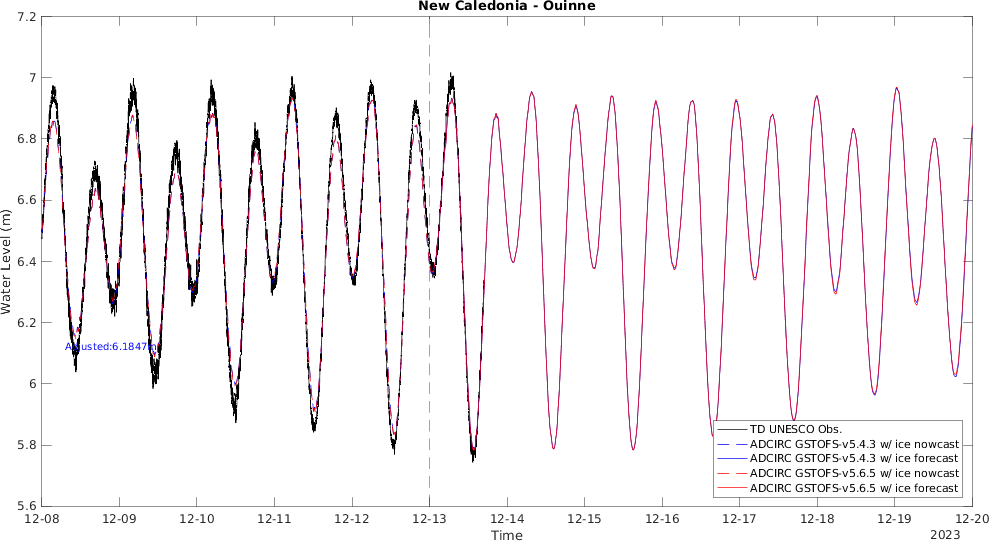 New Caledonia - Ouinne
Water Level (m)
7.2
7
6.8
6.6
6.4
6.2
6
5.8
5.6
Adjusted:6.1847m
TD UNESCO Obs.
ADCIRC GSTOFS-v5.4.3 w/ ice nowcast
ADCIRC GSTOFS-v5.4.3 w/ ice forecast
ADCIRC GSTOFS-v5.6.5 w/ ice nowcast
ADCIRC GSTOFS-v5.6.5 w/ ice forecast
12-08 12-09 12-10 12-11 12-12 12-13 12-14 12-15 12-16 12-17 12-18 12-19 12-20
Time
2023